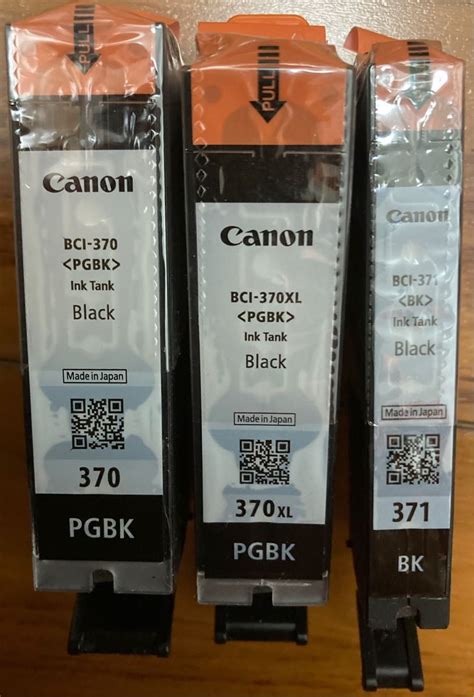 Canon
BCI-370
<PGBK>
Ink Tank
Black
Made in Japan
370
PGBK
PULL
Canon
BCI-370XL
<PGBK>
Ink Tank
Black
Made in Japan
370XL
PGBK
PULL
Canon
BCI-371
<BK>
Ink Tank
Black
Made in Japan
371
BK